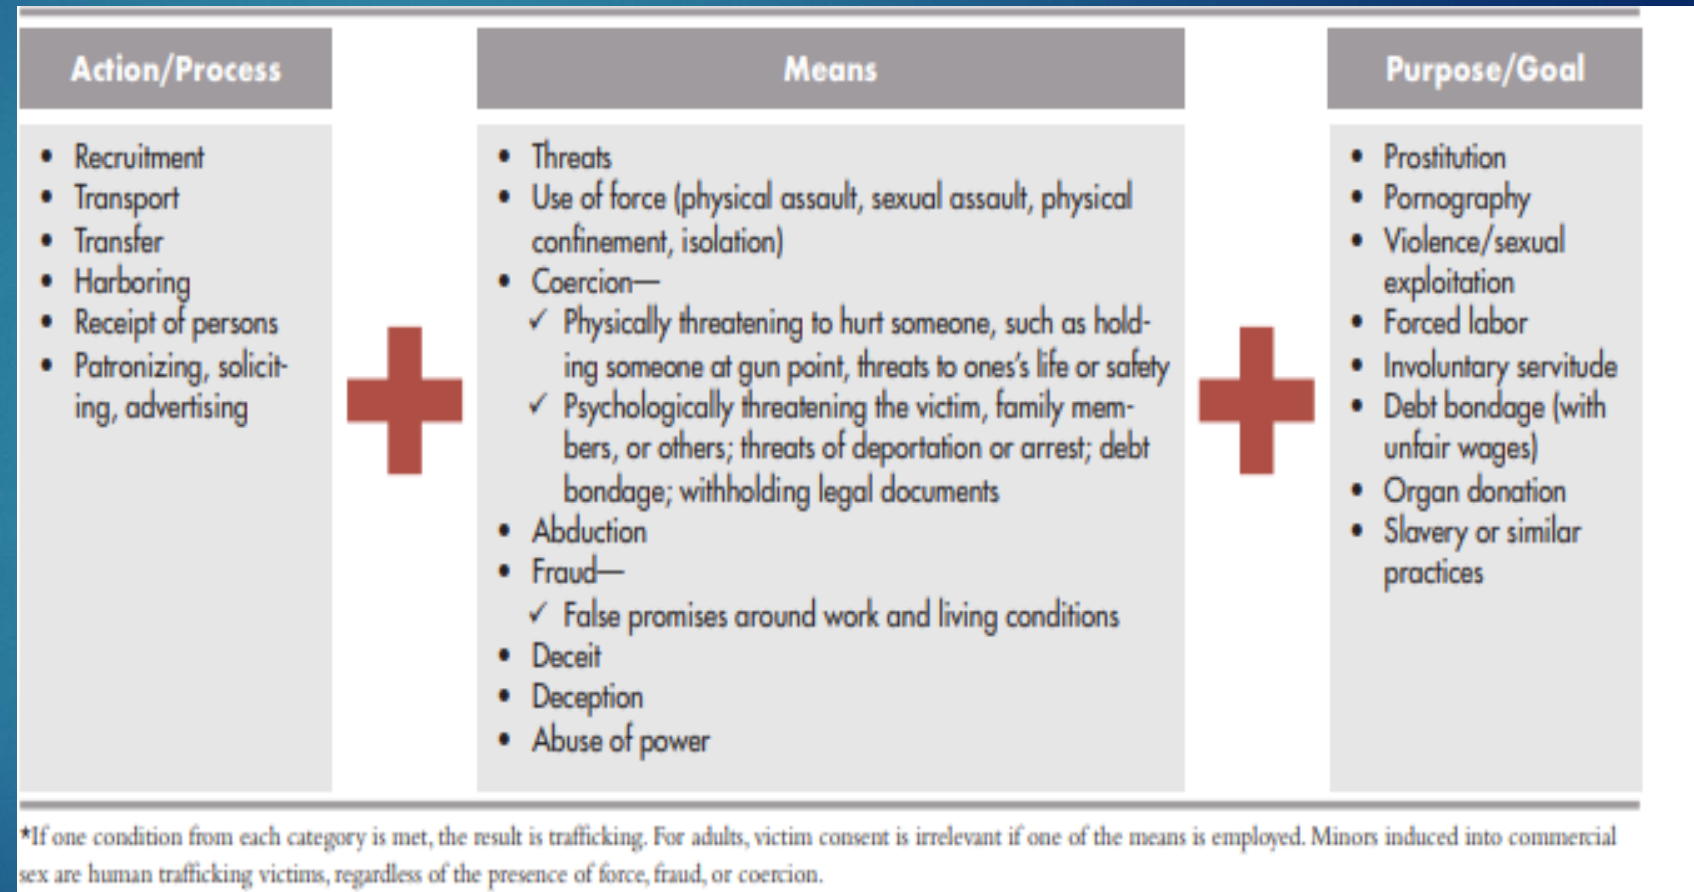 Action/Process
• Recruitment
• Transport
• Transfer
• Harboring
• Receipt of persons
• Patronizing, solicit-
ing, advertising
Means
• Threats
• Use of force (physical assault, sexual assault, physical
confinement, isolation)
• Coercion—
✓ Physically threatening to hurt someone, such as hold-
ing someone at gun point, threats to ones's life or safety
✓ Psychologically threatening the victim, family mem-
bers, or others; threats of deportation or arrest; debt
bondage; withholding legal documents
• Abduction
• Fraud—
✓ False promises around work and living conditions
• Deceit
• Deception
• Abuse of power
Purpose/Goal
• Prostitution
• Pornography
• Violence/sexual
exploitation
• Forced labor
• Involuntary servitude
• Debt bondage (with
unfair wages)
• Organ donation
• Slavery or similar
practices
*If one condition from each category is met, the result is trafficking. For adults, victim consent is irrelevant if one of the means is employed. Minors induced into commercial
sex are human trafficking victims, regardless of the presence of force, fraud, or coercion.